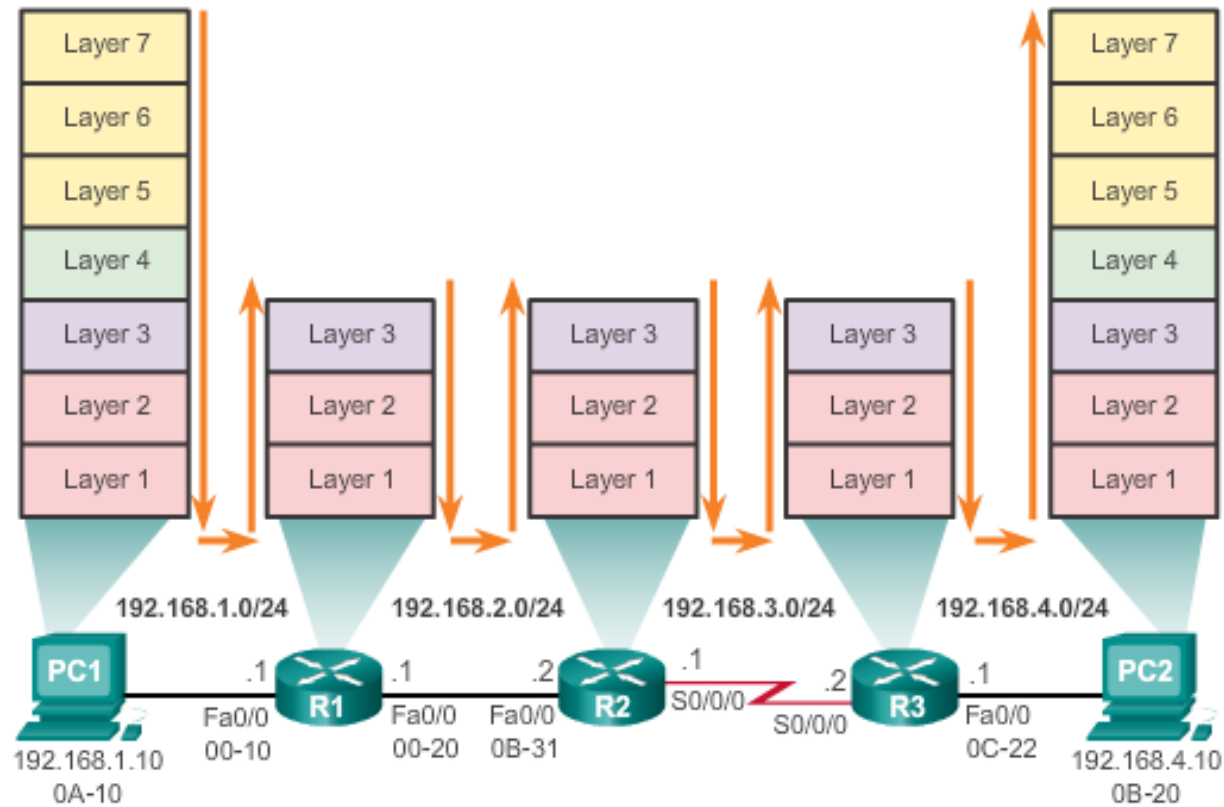 Layer 7 Layer 7
Layer 6 Layer 6
Layer 5 Layer 5
Layer 4 Layer 4
Layer 3 Layer 3 Layer 3 Layer 3 Layer 3
Layer 2 Layer 2 Layer 2 Layer 2 Layer 2
Layer 1 Layer 1 Layer 1 Layer 1 Layer 1
192.168.1.0/24 192.168.2.0/24 192.168.3.0/24 192.168.4.0/24
PC1 .1 .1 .2 .1 .2 .1 PC2
R1 R2 S0/0/0 R3
Fa0/0 Fa0/0 Fa0/0 S0/0/0 Fa0/0
00-10 00-20 0B-31 0C-22
192.168.1.10 192.168.4.10
0A-10 0B-20